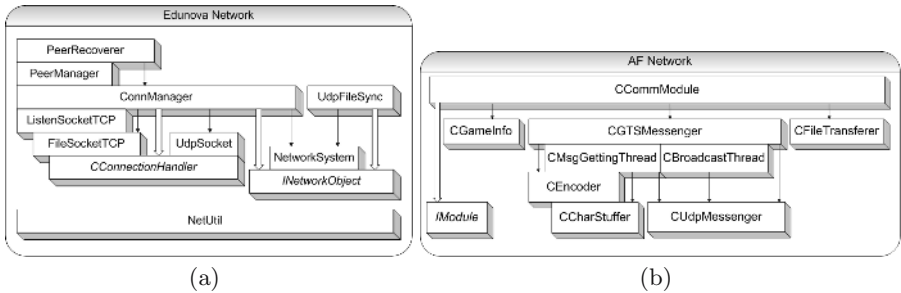 Edunova Network
PeerRecoverer
PeerManager
ConnManager
UdpFileSync
ListenSocketTCP
FileSocketTCP
UdpSocket
CConnectionHandler
NetworkSystem
INetworkObject
NetUtil
(a)
AF Network
CCommModule
CGameInfo
CGTSMessenger
CFileTransferer
CMsgGettingThread
CBroadcastThread
CEncoder
IModule
CCharStuffer
CUdpMessenger
(b)